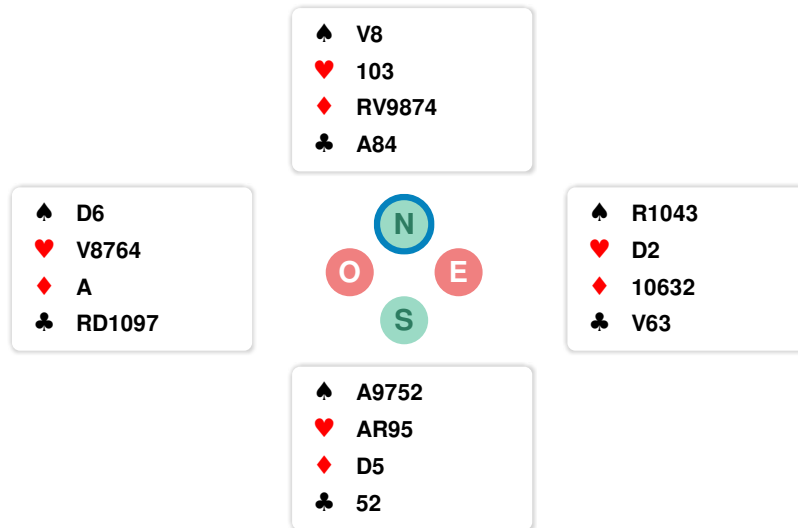 ♠ V8
♥ 103
♦ RV9874
♣ A84
♠ D6
♥ V8764
♦ A
♣ RD1097
N
O
E
S
♠ R1043
♥ D2
♦ 10632
♣ V63
♠ A9752
♥ AR95
♦ D5
♣ 52